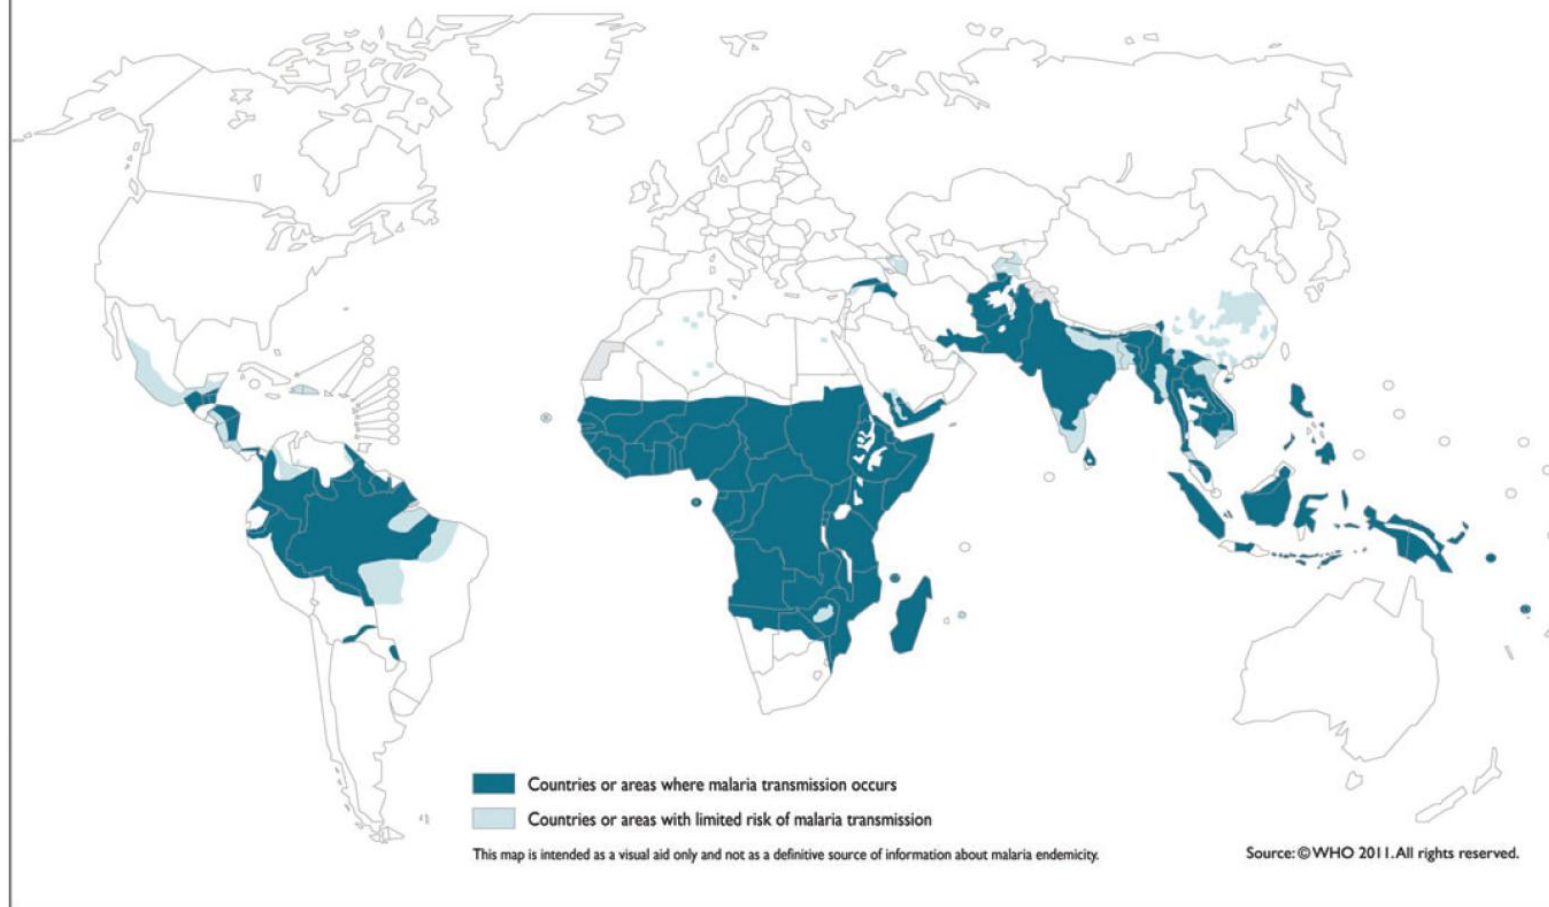 Countries or areas where malaria transmission occurs
Countries or areas with limited risk of malaria transmission
This map is intended as a visual aid only and not as a definitive source of information about malaria endemicity.
Source: © WHO 2011. All rights reserved.